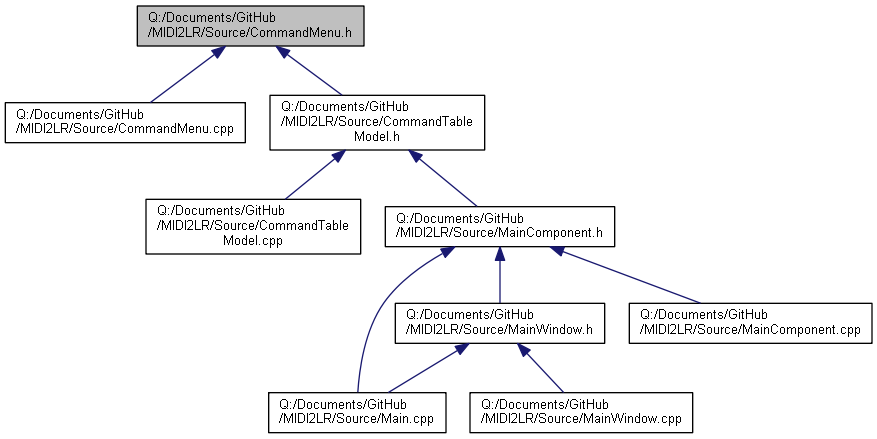 Q:/Documents/GitHub
/MIDI2LR/Source/CommandMenu.h
Q:/Documents/GitHub
/MIDI2LR/Source/CommandMenu.cpp
Q:/Documents/GitHub
/MIDI2LR/Source/CommandTable
Model.h
Q:/Documents/GitHub
/MIDI2LR/Source/CommandTable
Model.cpp
Q:/Documents/GitHub
/MIDI2LR/Source/MainComponent.h
Q:/Documents/GitHub
/MIDI2LR/Source/MainWindow.h
Q:/Documents/GitHub
/MIDI2LR/Source/MainComponent.cpp
Q:/Documents/GitHub
/MIDI2LR/Source/Main.cpp
Q:/Documents/GitHub
/MIDI2LR/Source/MainWindow.cpp